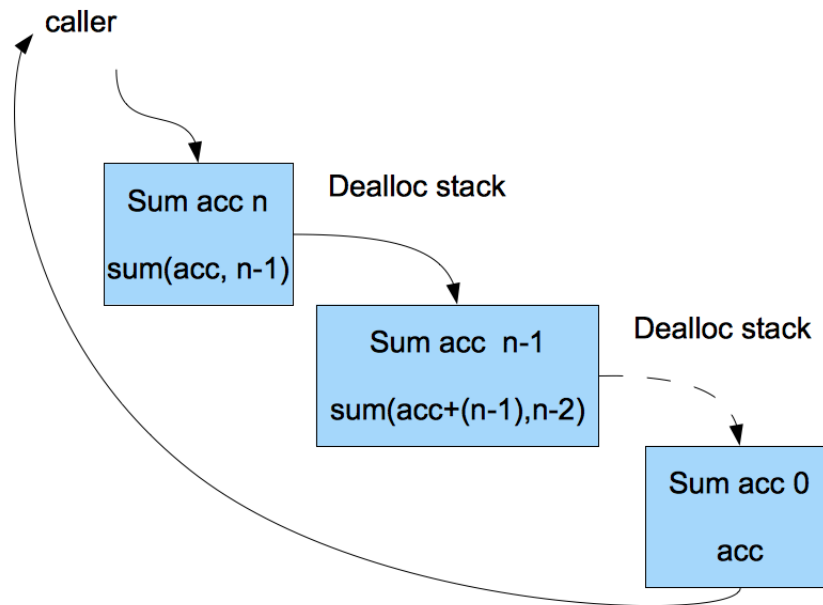 caller
Sum acc n
sum(acc, n-1)
Dealloc stack
Sum acc  n-1
sum(acc+(n-1),n-2)
Dealloc stack
Sum acc 0
acc